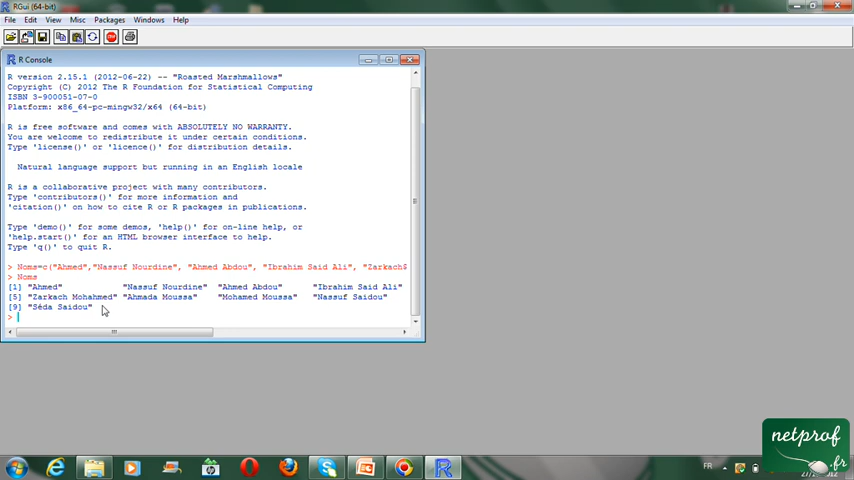 RGui (64-bit)
File Edit View Misc Packages Windows Help
R Console
R version 2.15.1 (2012-06-22) -- "Roasted Marshmallows"
Copyright (C) 2012 The R Foundation for Statistical Computing
ISBN 3-900051-07-0
Platform: x86_64-pc-mingw32/x64 (64-bit)
R is free software and comes with ABSOLUTELY NO WARRANTY.
You are welcome to redistribute it under certain conditions.
Type 'license()' or 'licence()' for distribution details.
Natural language support but running in an English locale
R is a collaborative project with many contributors.
Type 'contributors()' for more information and
'citation()' on how to cite R or R packages in publications.
Type 'demo()' for some demos, 'help()' for on-line help, or
'help.start()' for an HTML browser interface to help.
Type 'q()' to quit R.
> Noms=c("Ahmed","Nassuf Nourdine", "Ahmed Abdou", "Ibrahim Said Ali", "Zarkach$
> Noms
[1] "Ahmed" "Nassuf Nourdine" "Ahmed Abdou" "Ibrahim Said Ali"
[5] "Zarkach Mohahmed" "Ahmada Moussa" "Mohamed Moussa" "Nassuf Saidou"
[9] "Séda Saidou"
>
netprof
.fr
FR